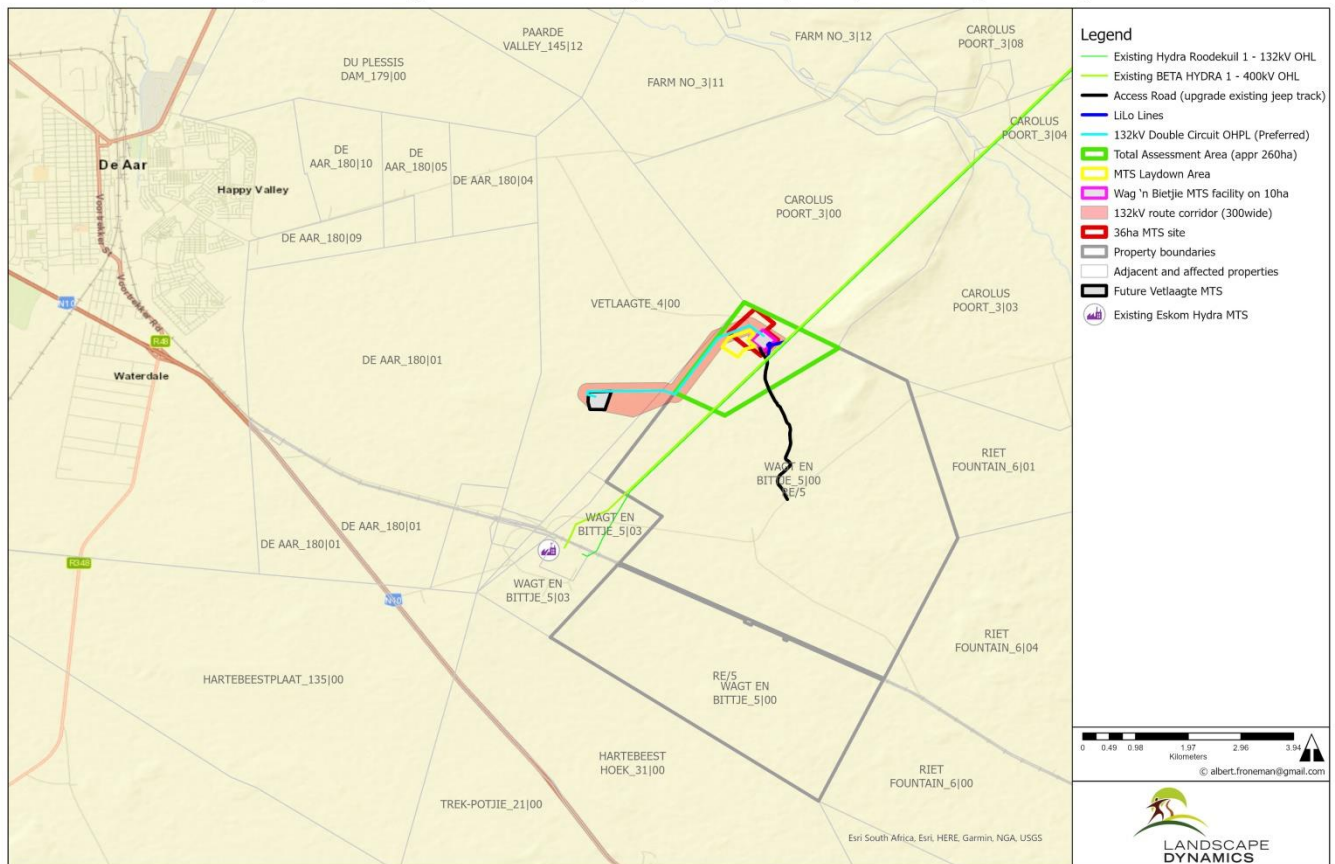 PAARDE
VALLEY_145|12
FARM NO_3|12
CAROLUS
POORT_3|08
DU PLESSIS
DAM_179|00
FARM NO_3|11
CAROLUS
POORT_3|04
De Aar
DE
AAR_180|10
DE
AAR_180|05
DE AAR_180|04
Happy Valley
CAROLUS
POORT_3|00
Voortrekker St
DE AAR_180|09
Voortrekker Rd
N10
R48
VETLAAGTE_4|00
CAROLUS
POORT_3|03
DE AAR_180|01
Waterdale
RIET
FOUNTAIN_6|01
WAGT EN
BITTJE_5|00
RE/5
WAGT EN
BITTJE_5|03
DE AAR_180|01
DE AAR_180|01
R348
WAGT EN
BITTJE_5|03
N10
RIET
FOUNTAIN_6|04
HARTEBEESTPLAAT_135|00
RE/5
WAGT EN
BITTJE_5|00
HARTEBEEST
HOEK_31|00
RIET
FOUNTAIN_6|00
TREK-POTJIE_21|00
Esri South Africa, Esri, HERE, Garmin, NGA, USGS
Legend
Existing Hydra Roodekuil 1 - 132kV OHL
Existing BETA HYDRA 1 - 400kV OHL
Access Road (upgrade existing jeep track)
LiLo Lines
132kV Double Circuit OHPL (Preferred)
Total Assessment Area (appr 260ha)
MTS Laydown Area
Wag 'n Bietjie MTS facility on 10ha
132kV route corridor (300wide)
36ha MTS site
Property boundaries
Adjacent and affected properties
Future Vetlaagte MTS
Existing Eskom Hydra MTS
0 0.49 0.98 1.97 2.96 3.94
Kilometers
© albert.froneman@gmail.com
LANDSCAPE
DYNAMICS